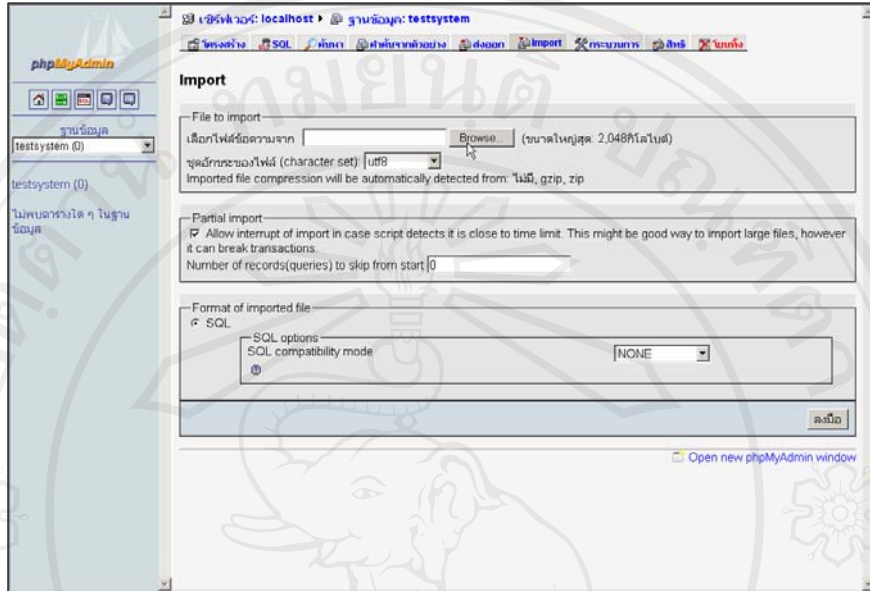 phpMyAdmin
ฐานข้อมูล
testsystem (0)
testsystem (0)
ไม่พบตารางใด ๆ ในฐานข้อมูล
เซิร์ฟเวอร์: localhost ▶ ฐานข้อมูล: testsystem
โครงสร้าง SQL ค้นหา คำค้นจากตัวอย่าง ส่งออก Import กระบวนการ สิทธิ โยนทิ้ง
Import
File to import
เลือกไฟล์ข้อความจาก Browse... (ขนาดใหญ่สุด: 2,048กิโลไบต์)
ชุดอักขระของไฟล์ (character set): utf8
Imported file compression will be automatically detected from: ไม่มี, gzip, zip
Partial import
Allow interrupt of import in case script detects it is close to time limit. This might be good way to import large files, however
it can break transactions.
Number of records(queries) to skip from start 0
Format of imported file
SQL
SQL options
SQL compatibility mode NONE
ลงมือ
Open new phpMyAdmin window